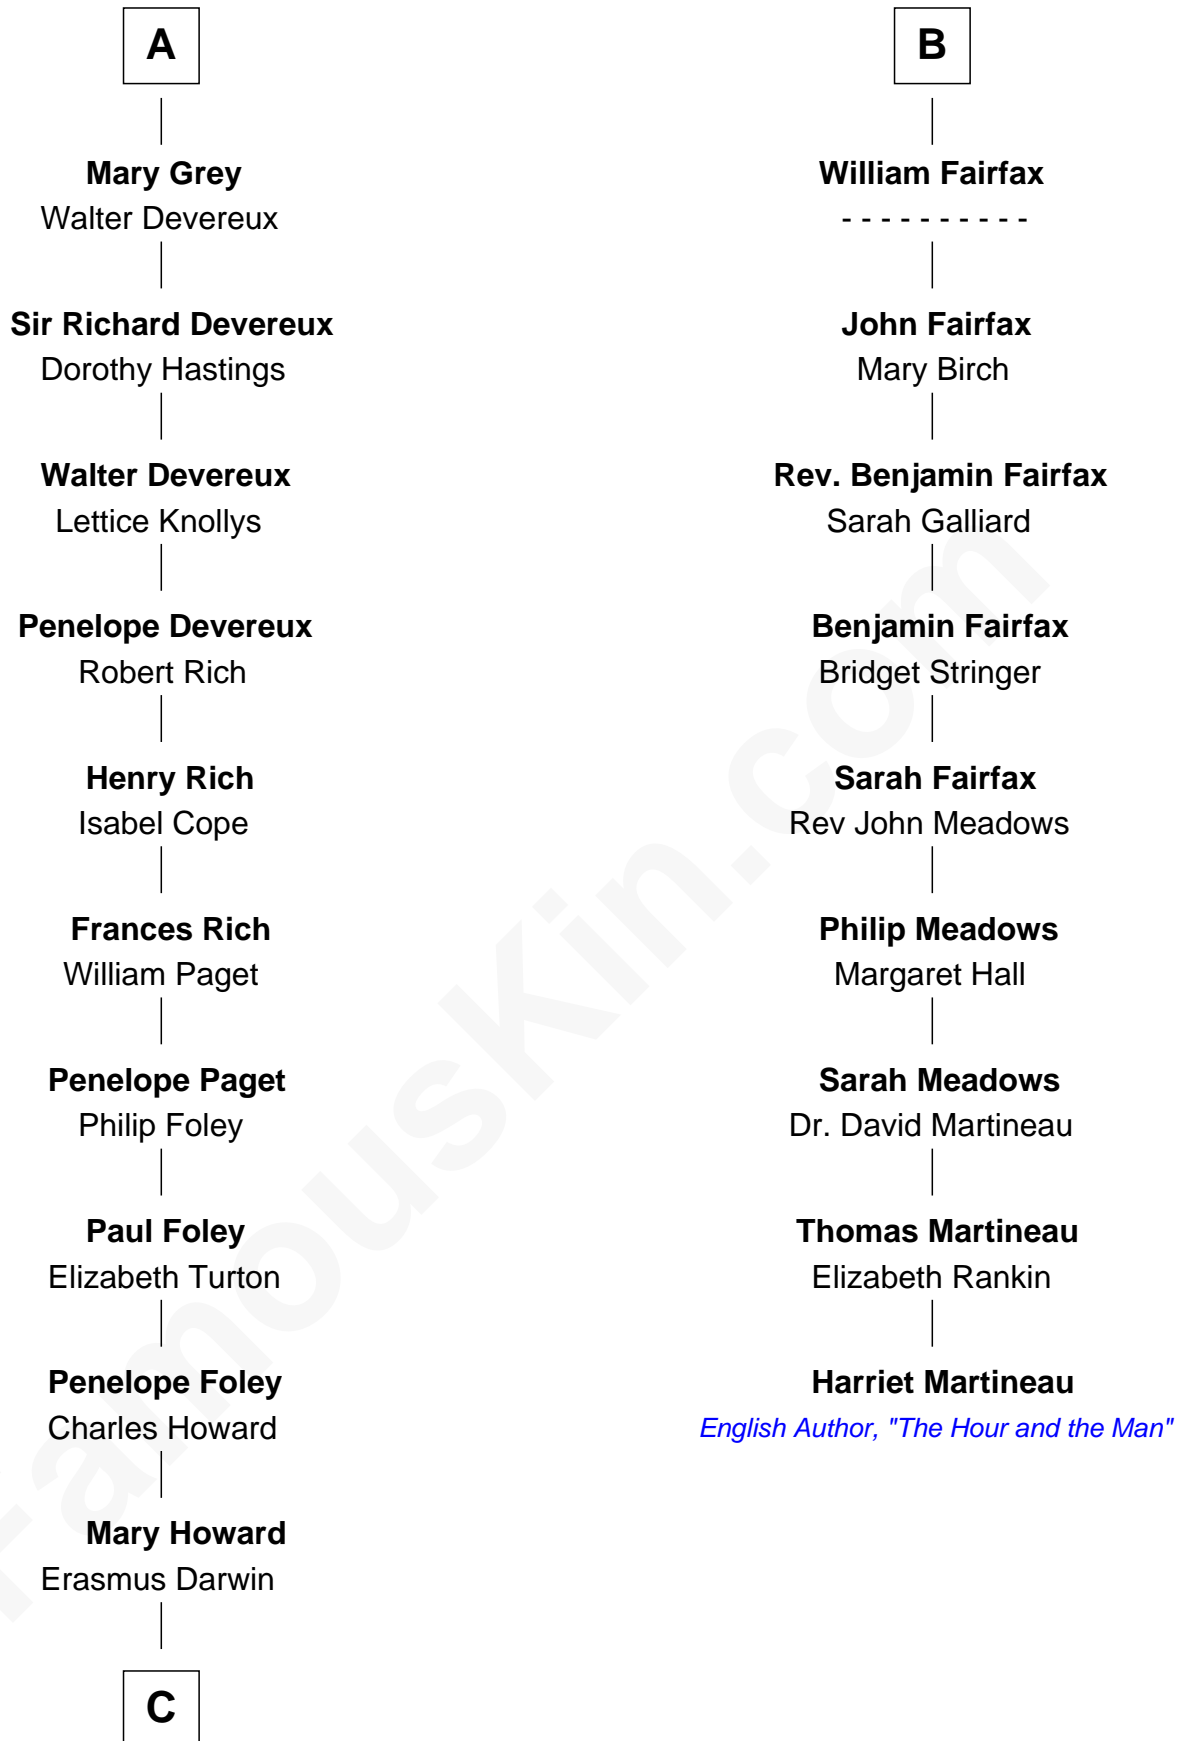 A
Mary Grey
Walter Devereux
Sir Richard Devereux
Dorothy Hastings
Walter Devereux
Lettice Knollys
Penelope Devereux
Robert Rich
Henry Rich
Isabel Cope
Frances Rich
William Paget
Penelope Paget
Philip Foley
Paul Foley
Elizabeth Turton
Penelope Foley
Charles Howard
Mary Howard
Erasmus Darwin
C
B
William Fairfax
- - - - - - - - - -
John Fairfax
Mary Birch
Rev. Benjamin Fairfax
Sarah Galliard
Benjamin Fairfax
Bridget Stringer
Sarah Fairfax
Rev John Meadows
Philip Meadows
Margaret Hall
Sarah Meadows
Dr. David Martineau
Thomas Martineau
Elizabeth Rankin
Harriet Martineau
English Author, "The Hour and the Man"
FamousKin.com